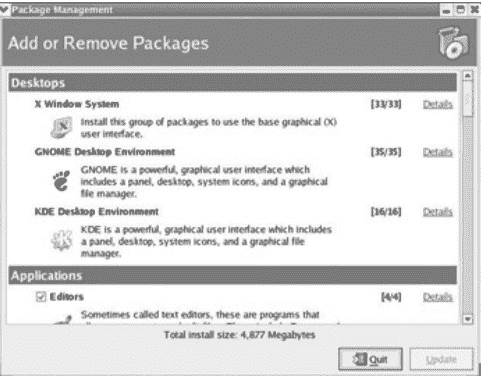 Package Management
Add or Remove Packages
Desktops
X Window System [33/33] Details
Install this group of packages to use the base graphical (X)
user interface.
GNOME Desktop Environment [35/35] Details
GNOME is a powerful, graphical user interface which
includes a panel, desktop, system icons, and a graphical
file manager.
KDE Desktop Environment [16/16] Details
KDE is a powerful, graphical user interface which includes
a panel, desktop, system icons, and a graphical file
manager.
Applications
Editors [4/4] Details
Sometimes called text editors, these are programs that
Total install size: 4,877 Megabytes
Quit Update